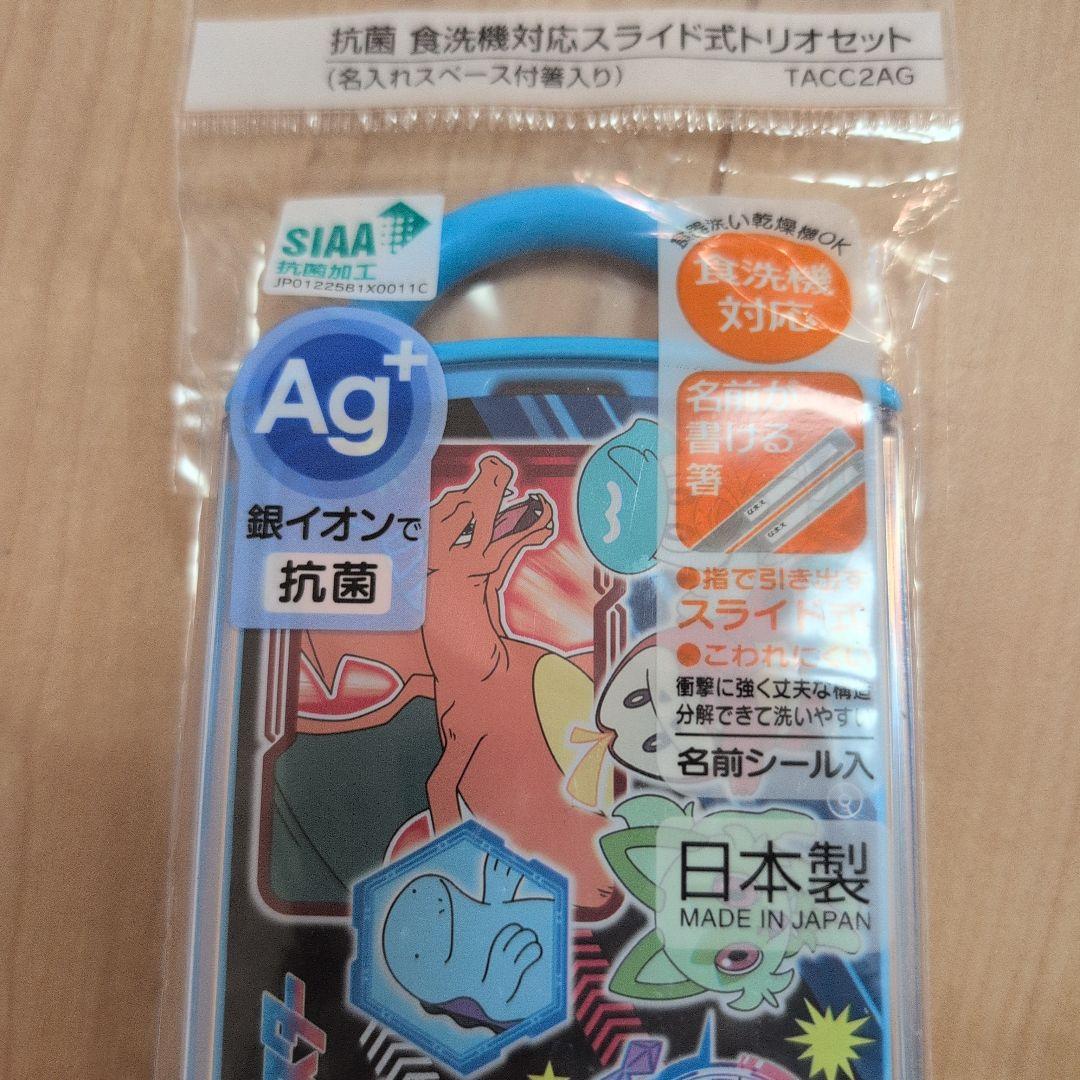 抗菌 食洗機対応スライド式トリオセット
(名入れスペース付箸入り)
TACC2AG
SIAA
抗菌加工
JP0122581X0011C
Ag+
銀イオンで
抗菌
洗い乾燥機OK
食洗機
対応
名前が
書ける
箸
●指で引き出す
スライド式
●こわれにくい
衝撃に強く丈夫な構造
分解できて洗いやすい
名前シール入
日本製
MADE IN JAPAN